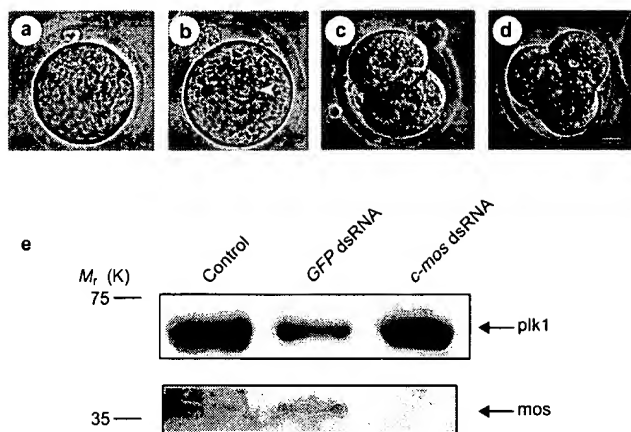 a b c d
e
Control GFP dsRNA c-mos dsRNA
Mr (K)
75
plk1
35
mos